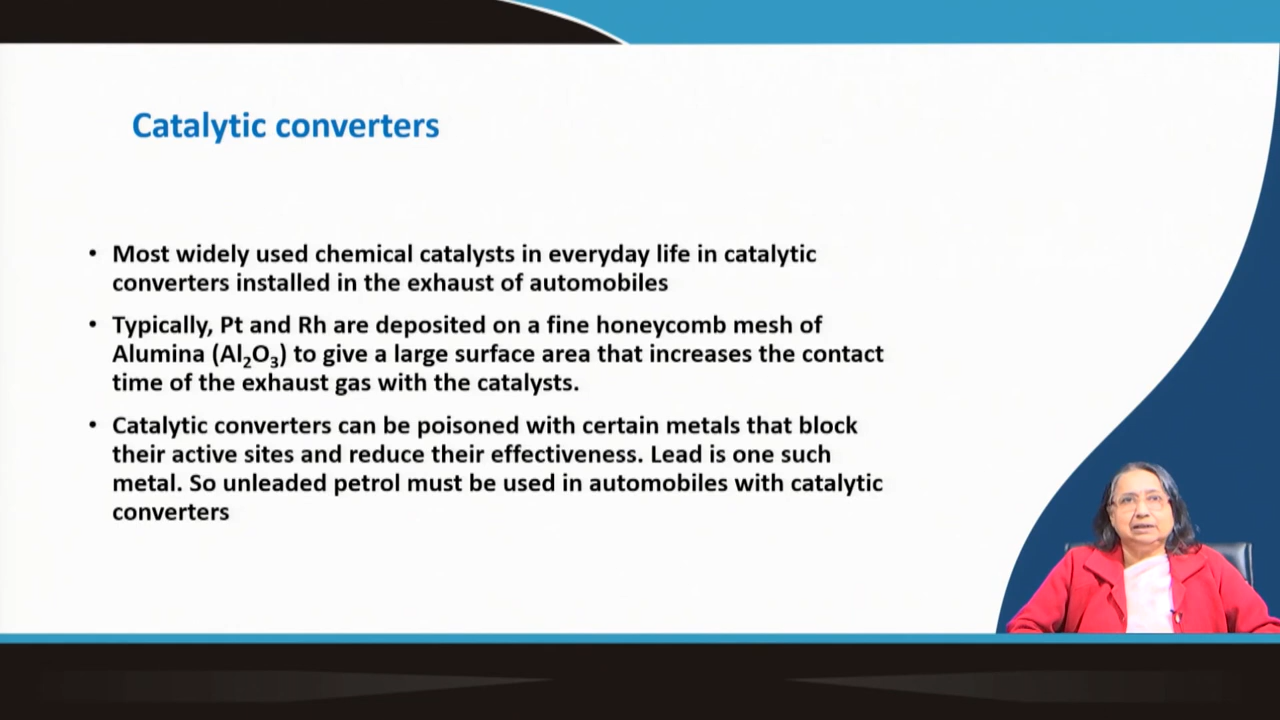 Catalytic converters
• Most widely used chemical catalysts in everyday life in catalytic
converters installed in the exhaust of automobiles
• Typically, Pt and Rh are deposited on a fine honeycomb mesh of
Alumina (Al₂O₃) to give a large surface area that increases the contact
time of the exhaust gas with the catalysts.
• Catalytic converters can be poisoned with certain metals that block
their active sites and reduce their effectiveness. Lead is one such
metal. So unleaded petrol must be used in automobiles with catalytic
converters